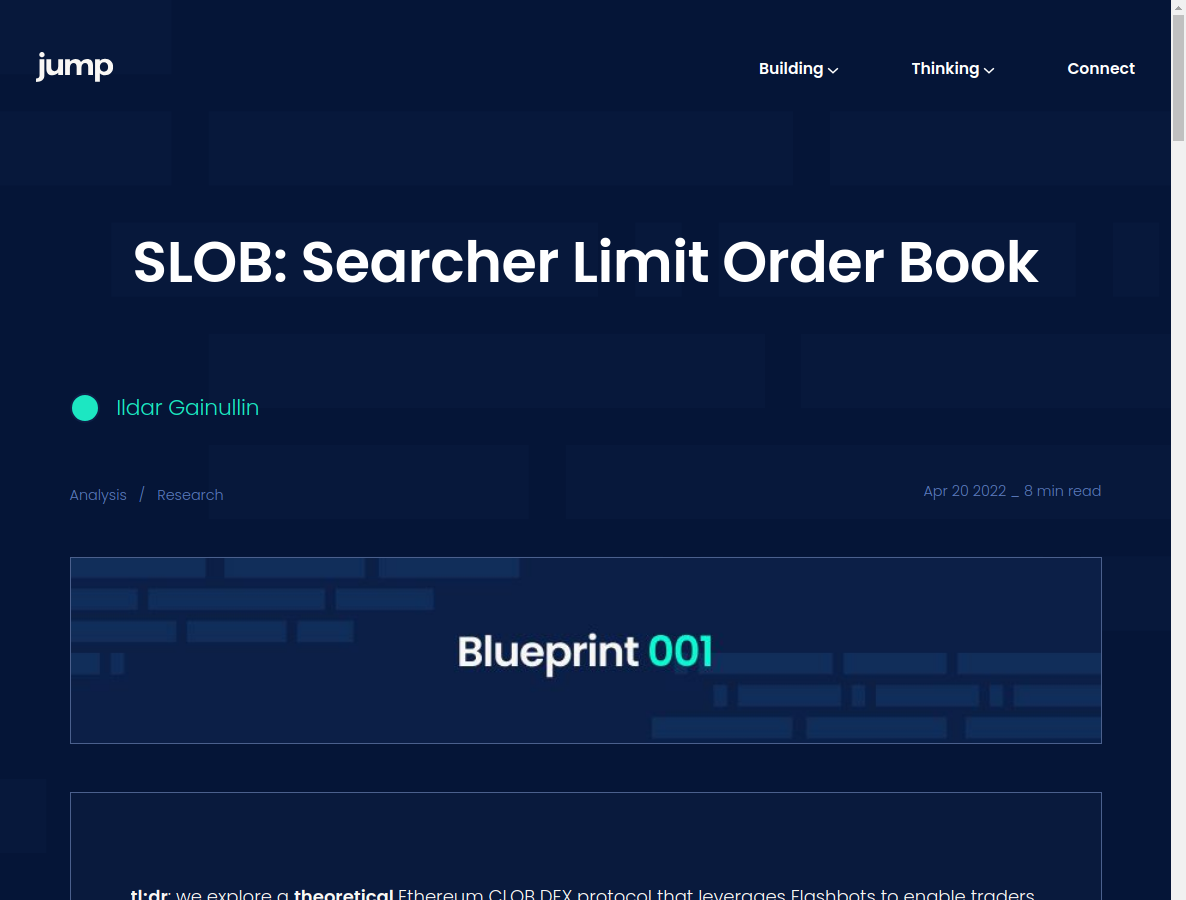 jump
Building
Thinking
Connect
SLOB: Searcher Limit Order Book
Ildar Gainullin
Analysis / Research
Apr 20 2022 _ 8 min read
Blueprint 001
tl;dr: we explore a theoretical Ethereum CLOB DEX protocol that leverages Flashbots to enable traders